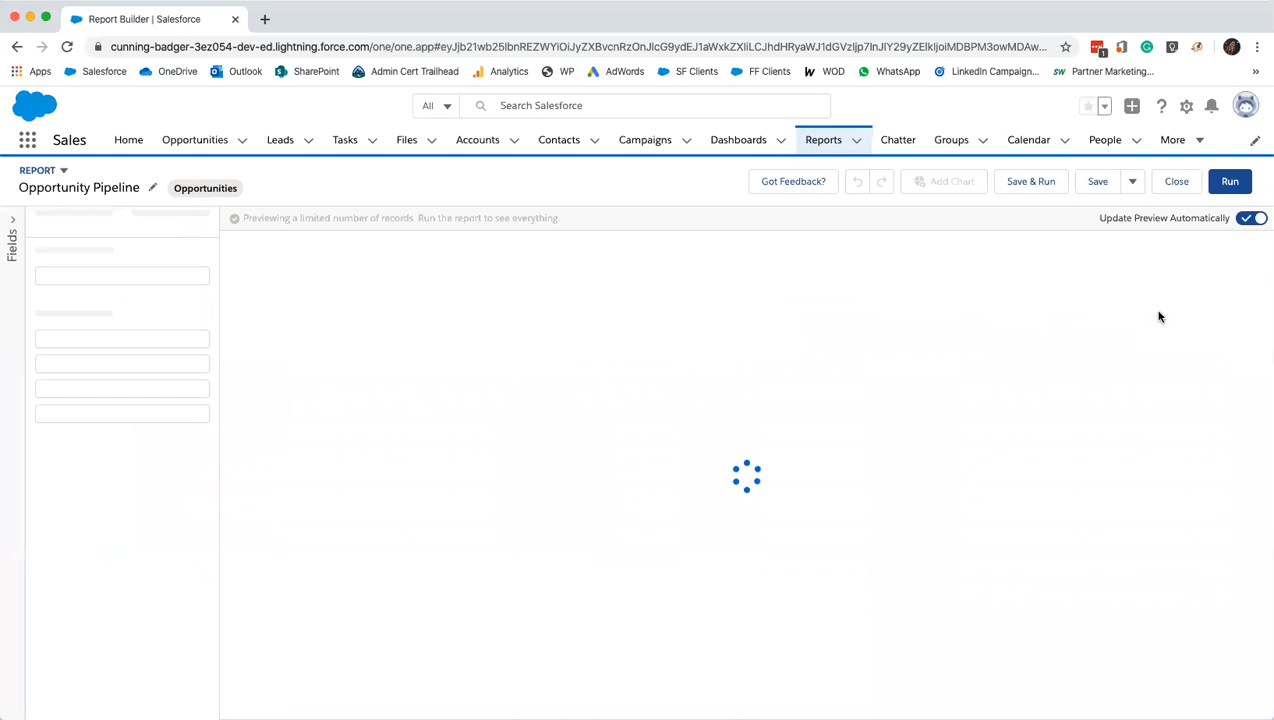 Report Builder | Salesforce
cunning-badger-3ez054-dev-ed.lightning.force.com/one/one.app#eyJjb21wb25lbnREZWYiOiJyZXBvcnRzOnJlcG9ydEJ1aWxkZXIiLCJhdHRyaWJ1dGVzIjp7InJlY29yZElkIjoiMDBPM0owMDAw...
Apps Salesforce OneDrive Outlook SharePoint Admin Cert Trailhead Analytics WP AdWords SF Clients FF Clients WOD WhatsApp LinkedIn Campaign... Partner Marketing... »
All Search Salesforce
Sales Home Opportunities Leads Tasks Files Accounts Contacts Campaigns Dashboards Reports Chatter Groups Calendar People More
REPORT
Opportunity Pipeline Opportunities Got Feedback? Add Chart Save & Run Save Close Run
Fields
Previewing a limited number of records. Run the report to see everything. Update Preview Automatically